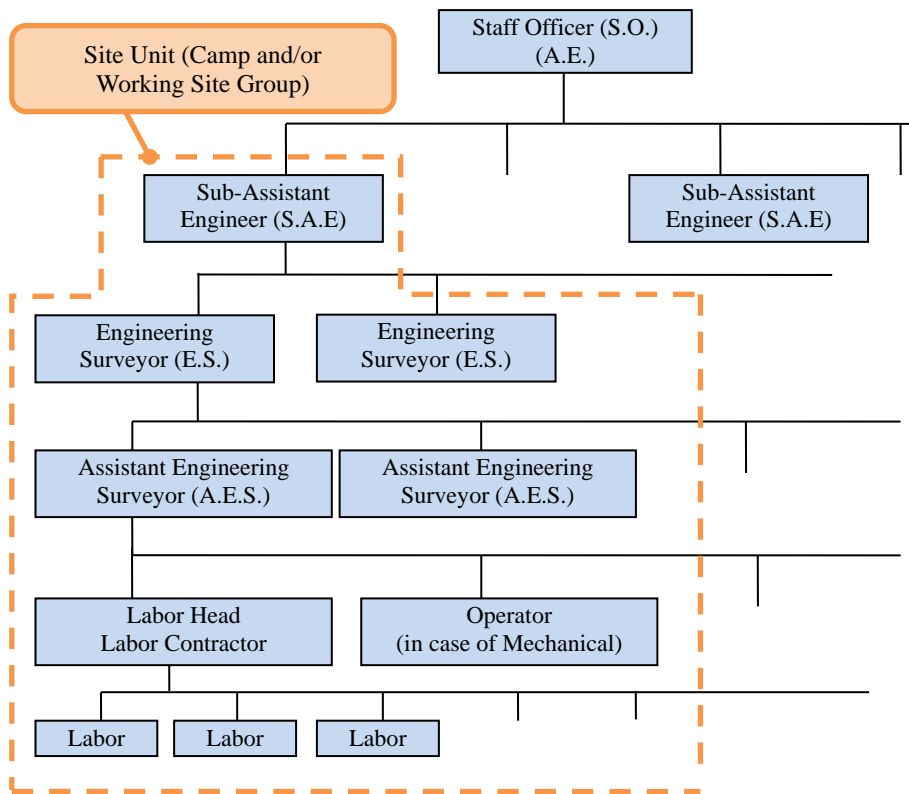 Staff Officer (S.O.)
(A.E.)
Site Unit (Camp and/or
Working Site Group)
Sub-Assistant
Engineer (S.A.E)
Sub-Assistant
Engineer (S.A.E)
Engineering
Surveyor (E.S.)
Engineering
Surveyor (E.S.)
Assistant Engineering
Surveyor (A.E.S.)
Assistant Engineering
Surveyor (A.E.S.)
Labor Head
Labor Contractor
Operator
(in case of Mechanical)
Labor
Labor
Labor